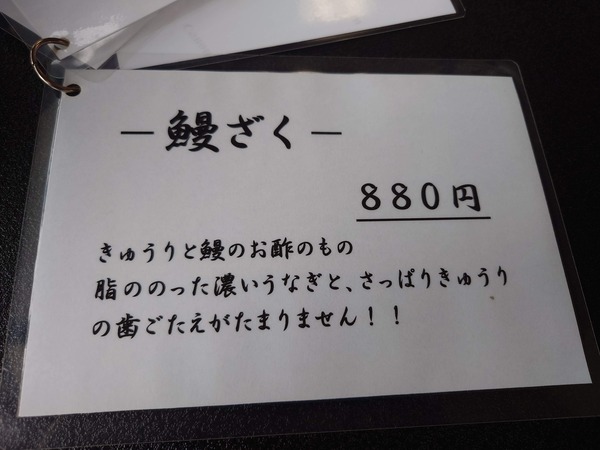 －鰻ざく－
880円
きゅうりと鰻のお酢のもの
脂ののった濃いうなぎと、さっぱりきゅうり
の歯ごたえがたまりません！！